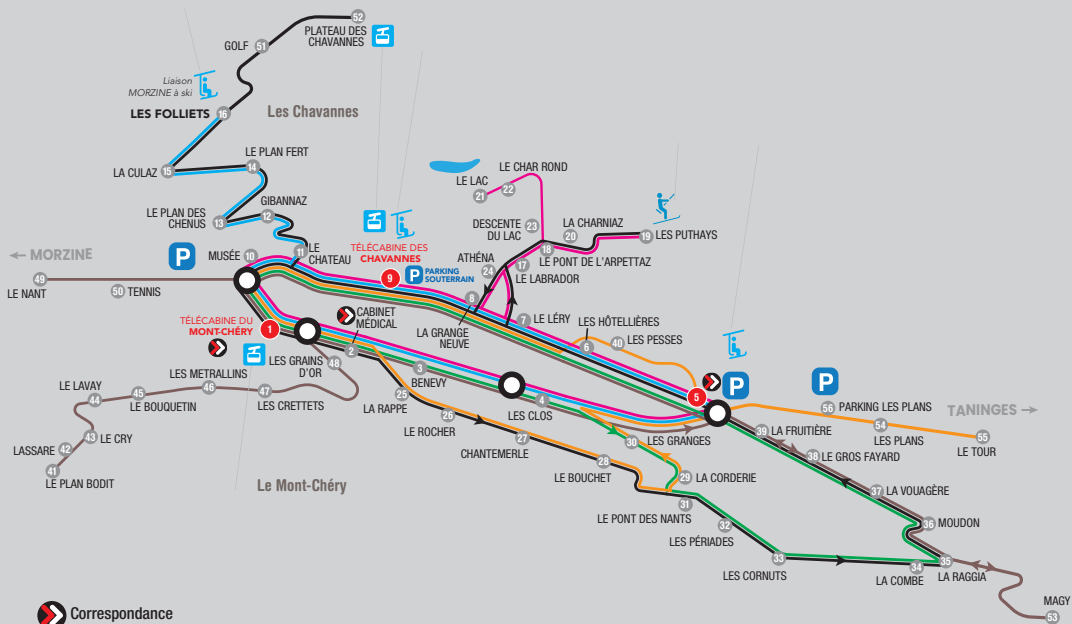 52
PLATEAU DES
CHAVANNES
GOLF
51
Liaison
MORZINE à ski
LES FOLLIETS
16
Les Chavannes
LE PLAN FERT
14
LA CULAZ
15
GIBANNAZ
12
LE PLAN DES
CHENUS
13
LE CHAR ROND
LE LAC
21
22
DESCENTE
DU LAC
23
LA CHARNIAZ
20
19
LES PUTHAYS
18
LE PONT DE L'ARPETTAZ
← MORZINE
P
MUSÉE
10
11
LE
CHATEAU
TÉLÉCABINE DES
CHAVANNES
9
P
PARKING
SOUTERRAIN
ATHÉNA
24
17
LE LABRADOR
49
LE NANT
50
TENNIS
8
LA GRANGE
NEUVE
7
LE LÉRY
LES HÔTELLIÈRES
6
40
LES PESSES
TÉLÉCABINE DU
MONT-CHÉRY
1
CABINET
MÉDICAL
2
LES GRAINS
D'OR
48
3
BENEVY
4
LES CLOS
5
P
P
LE LAVAY
44
45
LE BOUQUETIN
LES METRALLINS
46
47
LES CRETTETS
25
LA RAPPE
26
LE ROCHER
27
CHANTEMERLE
28
LE BOUCHET
30
LES GRANGES
29
LA CORDERIE
56
PARKING LES PLANS
54
LES PLANS
55
LE TOUR
TANINGES →
39
LA FRUITIÈRE
38
LE GROS FAYARD
37
LA VOUAGÈRE
36
MOUDON
43
LE CRY
LASSARE
42
41
LE PLAN BODIT
Le Mont-Chéry
31
LE PONT DES NANTS
32
LES PÉRIADES
33
LES CORNUTS
34
LA COMBE
35
LA RAGGIA
MAGY
53
Correspondance